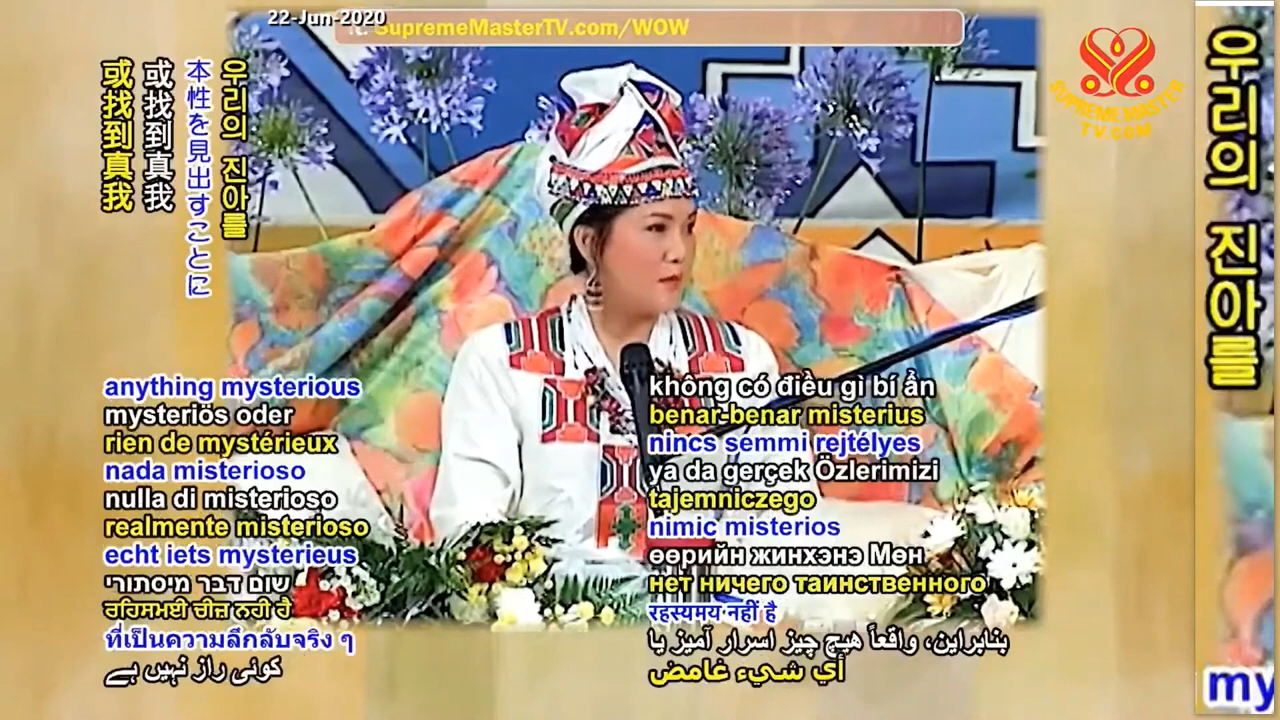 22-Jun-2020
SupremeMasterTV.com/WOW
SUPREME MASTER
TV.COM
或找到真我
或找到真我
本性を見出すことに
우리의 진아를
anything mysterious
mysteriös oder
rien de mystérieux
nada misterioso
nulla di misterioso
realmente misterioso
echt iets mysterieus
שום דבר מיסתורי
ਰਹਿਸਮਈ ਚੀਜ਼ ਨਹੀ ਹੈ
ที่เป็นความลึกลับจริง ๆ
کوئی راز نہیں ہے
không có điều gì bí ẩn
benar-benar misterius
nincs semmi rejtélyes
ya da gerçek Özlerimizi
tajemniczego
nimic misterios
өөрийн жинхэнэ Мөн
нет ничего таинственного
रहस्यमय नहीं है
بنابراین، واقعاً هیچ چیز اسرار آمیز یا
أي شيء غامض
우리의 진아를
my